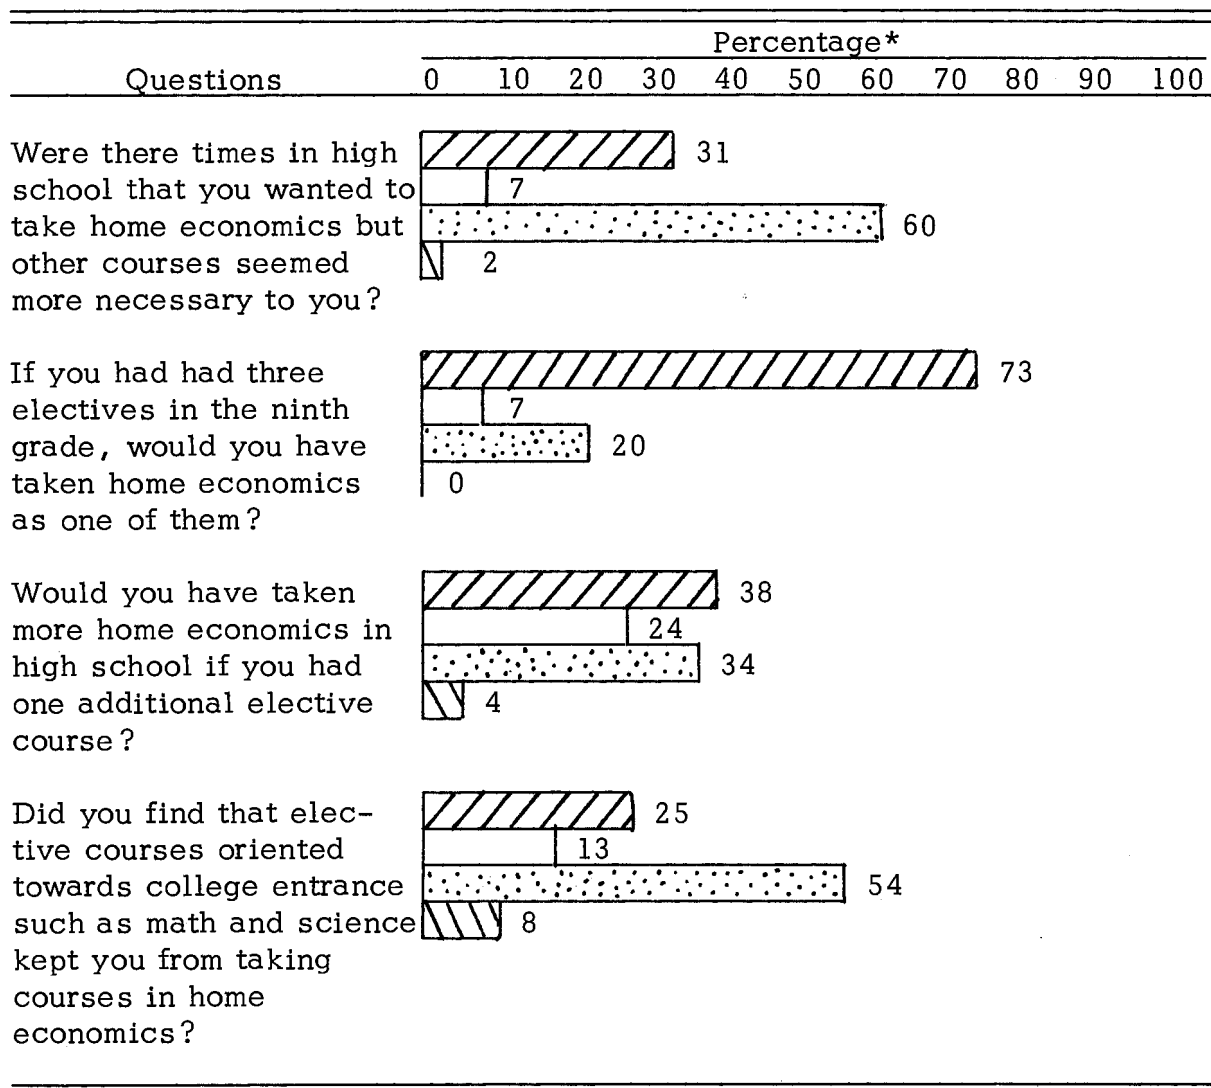 Percentage*
Questions 0 10 20 30 40 50 60 70 80 90 100
Were there times in high
school that you wanted to
take home economics but
other courses seemed
more necessary to you?
31
7
60
2
If you had had three
electives in the ninth
grade, would you have
taken home economics
as one of them?
73
7
20
0
Would you have taken
more home economics in
high school if you had
one additional elective
course?
38
24
34
4
Did you find that elec-
tive courses oriented
towards college entrance
such as math and science
kept you from taking
courses in home
economics?
25
13
54
8